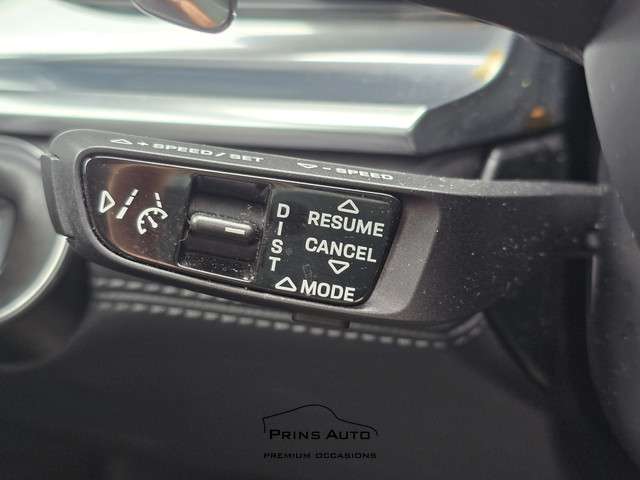 + SPEED / SET
- SPEED
DIST
RESUME
CANCEL
MODE
PRINS AUTO
PREMIUM OCCASIONS